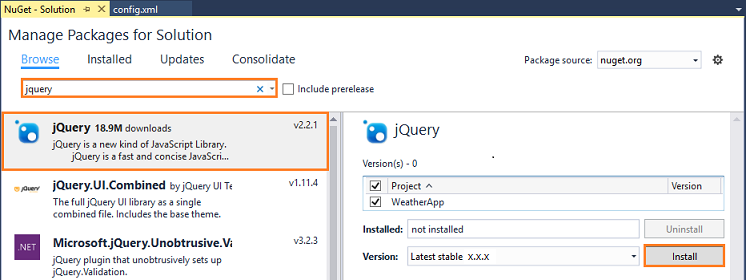 NuGet - Solution
config.xml
Manage Packages for Solution
Browse Installed Updates Consolidate
Package source: nuget.org
jquery
Include prerelease
jQuery 18.9M downloads v2.2.1
jQuery is a new kind of JavaScript Library.
jQuery is a fast and concise JavaScri...
jQuery jQuery.UI.Combined by jQuery UI Te v1.11.4
The full jQuery UI library as a single
combined file. Includes the base theme.
.NET Microsoft.jQuery.Unobtrusive.Va v3.2.3
jQuery plugin that unobtrusively sets up
jQuery.Validation.
jQuery
Version(s) - 0
Project Version
WeatherApp
Installed: not installed Uninstall
Version: Latest stable x.x.x Install